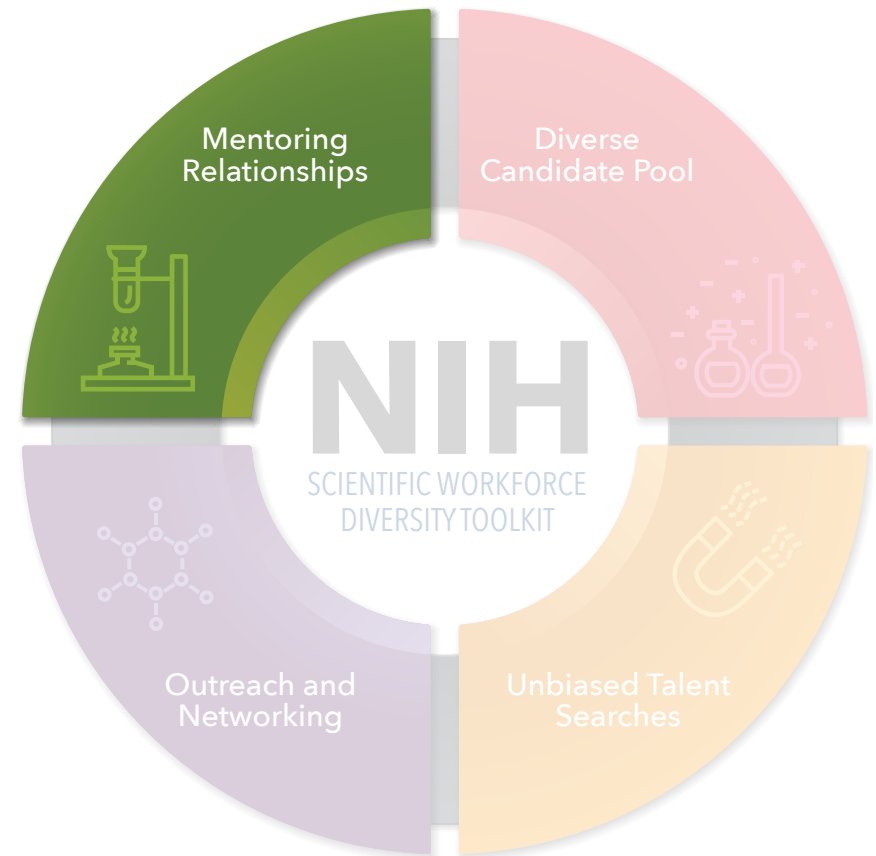 Mentoring
Relationships
Diverse
Candidate Pool
NIH
SCIENTIFIC WORKFORCE
DIVERSITY TOOLKIT
Outreach and
Networking
Unbiased Talent
Searches